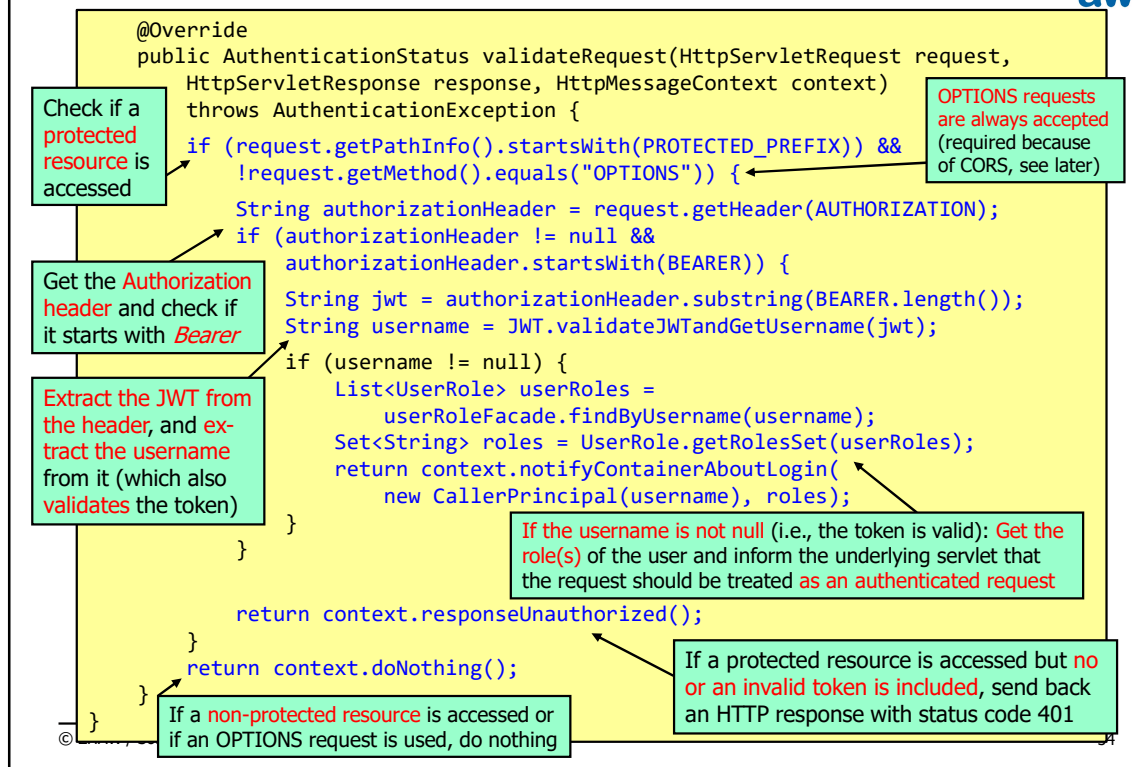 @Override
public AuthenticationStatus validateRequest(HttpServletRequest request,
HttpServletResponse response, HttpMessageContext context)
throws AuthenticationException {
Check if a
protected
resource is
accessed
OPTIONS requests
are always accepted
(required because
of CORS, see later)
if (request.getPathInfo().startsWith(PROTECTED_PREFIX)) &&
!request.getMethod().equals("OPTIONS")) {
String authorizationHeader = request.getHeader(AUTHORIZATION);
if (authorizationHeader != null &&
authorizationHeader.startsWith(BEARER)) {
Get the Authorization
header and check if
it starts with Bearer
String jwt = authorizationHeader.substring(BEARER.length());
String username = JWT.validateJWTandGetUsername(jwt);
if (username != null) {
List<UserRole> userRoles =
userRoleFacade.findByUsername(username);
Set<String> roles = UserRole.getRolesSet(userRoles);
return context.notifyContainerAboutLogin(
new CallerPrincipal(username), roles);
Extract the JWT from
the header, and ex-
tract the username
from it (which also
validates the token)
}
}
If the username is not null (i.e., the token is valid): Get the
role(s) of the user and inform the underlying servlet that
the request should be treated as an authenticated request
return context.responseUnauthorized();
}
return context.doNothing();
}
}
If a protected resource is accessed but no
or an invalid token is included, send back
an HTTP response with status code 401
If a non-protected resource is accessed or
if an OPTIONS request is used, do nothing
©